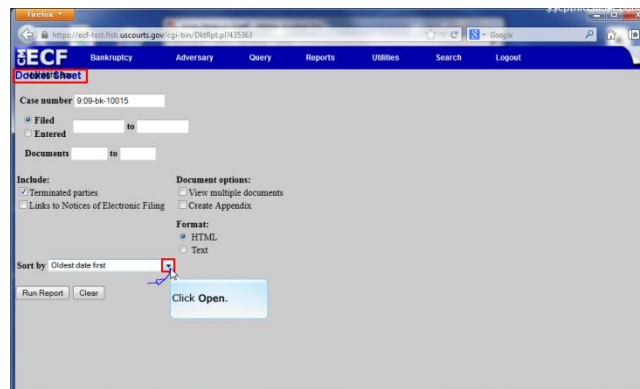 Firefox
https://ecf-test.flsb.uscourts.gov/cgi-bin/DktRpt.pl?435363
Google
ECF Bankruptcy Adversary Query Reports Utilities Search Logout
Docket Sheet
Case number 9:09-bk-10015
Filed
Entered
to
Documents to
Include:
Terminated parties
Links to Notices of Electronic Filing
Document options:
View multiple documents
Create Appendix
Format:
HTML
Text
Sort by Oldest date first
Run Report Clear
Click Open.